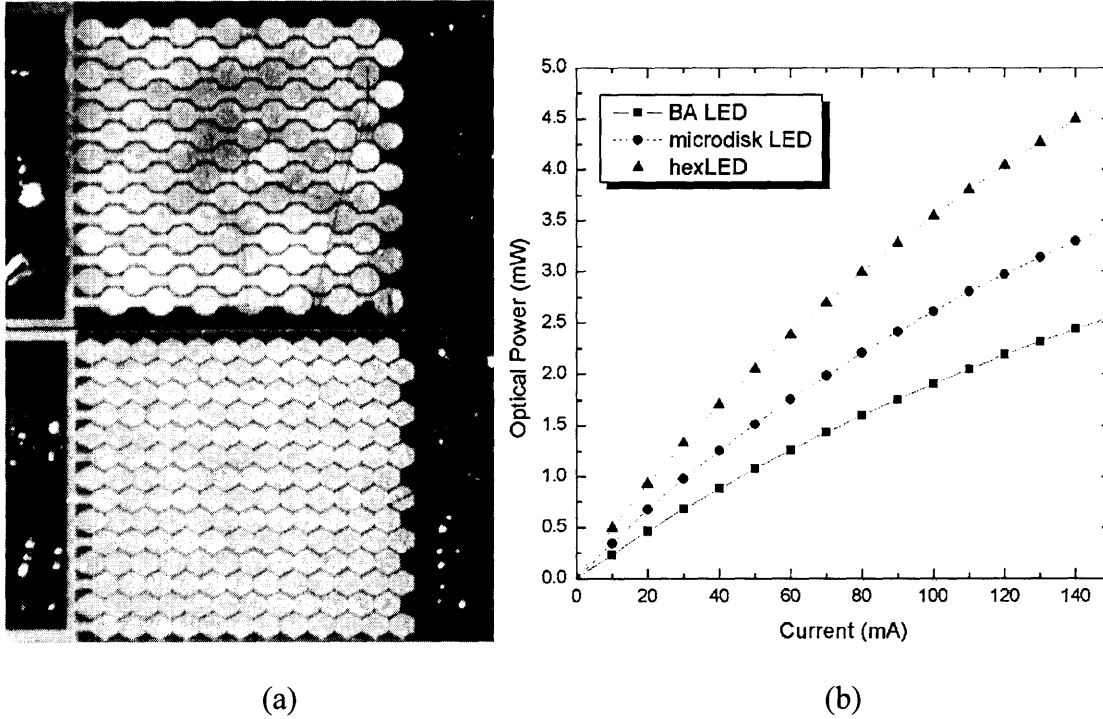 5.0
4.5
4.0
3.5
3.0
2.5
2.0
1.5
1.0
0.5
0.0
Optical Power (mW)
BA LED
microdisk LED
hexLED
0 20 40 60 80 100 120 140
Current (mA)
(a) (b)